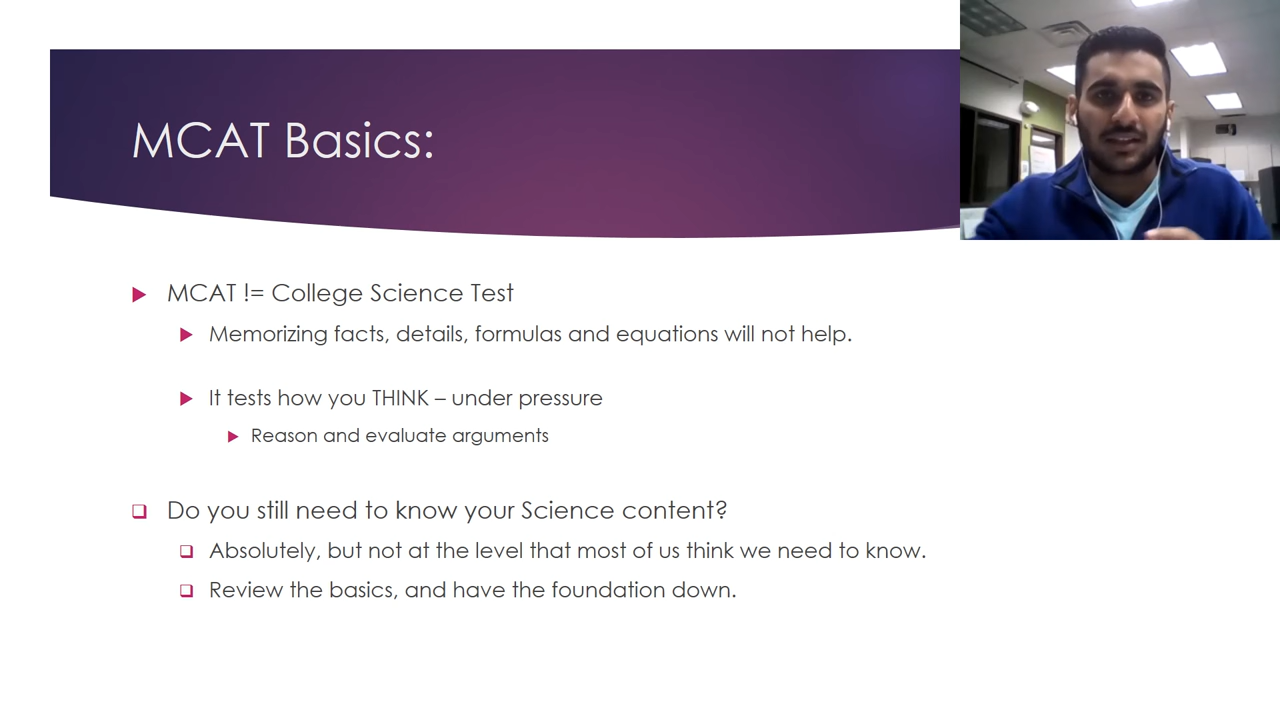 MCAT Basics:
MCAT != College Science Test
Memorizing facts, details, formulas and equations will not help.
It tests how you THINK – under pressure
Reason and evaluate arguments
Do you still need to know your Science content?
Absolutely, but not at the level that most of us think we need to know.
Review the basics, and have the foundation down.